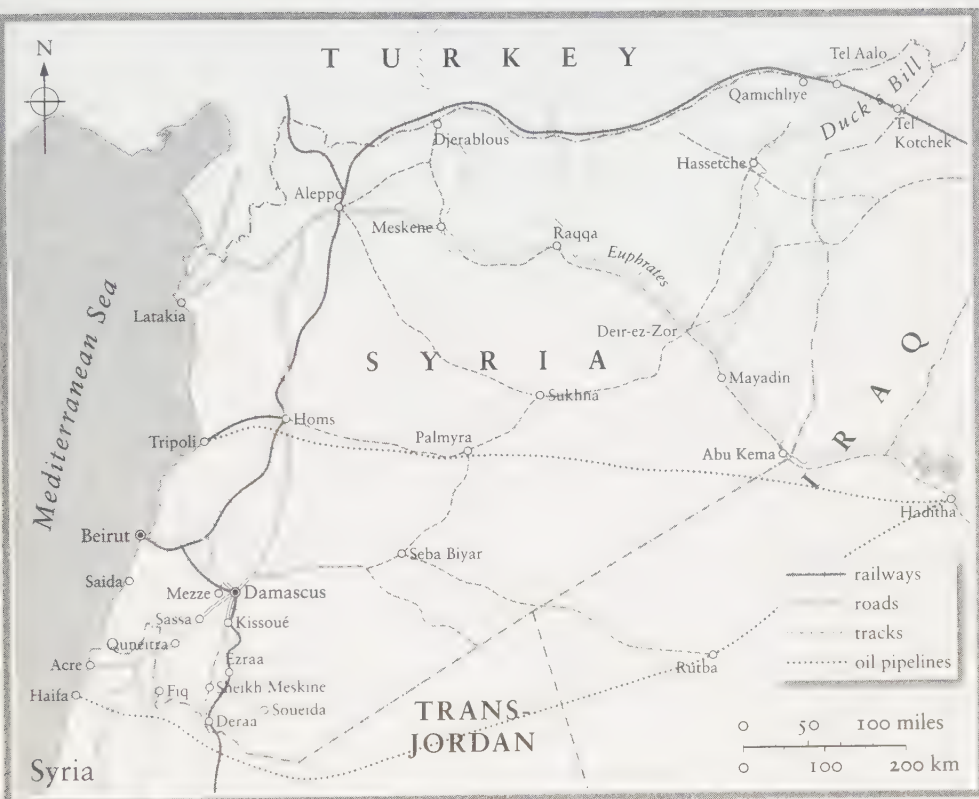 N
TURKEY
Tel Aalo
Qamichliye
Duck's Bill
Tel
Kotchek
Djerablous
Hassetche
Aleppo
Meskene
Raqqa
Euphrates
Latakia
Mediterranean Sea
Deir-ez-Zor
SYRIA
IRAQ
Mayadin
Sukhna
Homs
Tripoli
Palmyra
Abu Kema
Haditha
Beirut
Seba Biyar
Saida
Mezze
Damascus
Sassa
Kissoué
Quneitra
Acre
Ezraa
Rutba
Haifa
Fiq
Sheikh Meskine
Soueida
Deraa
TRANS-
JORDAN
railways
roads
tracks
oil pipelines
0 50 100 miles
0 100 200 km
Syria